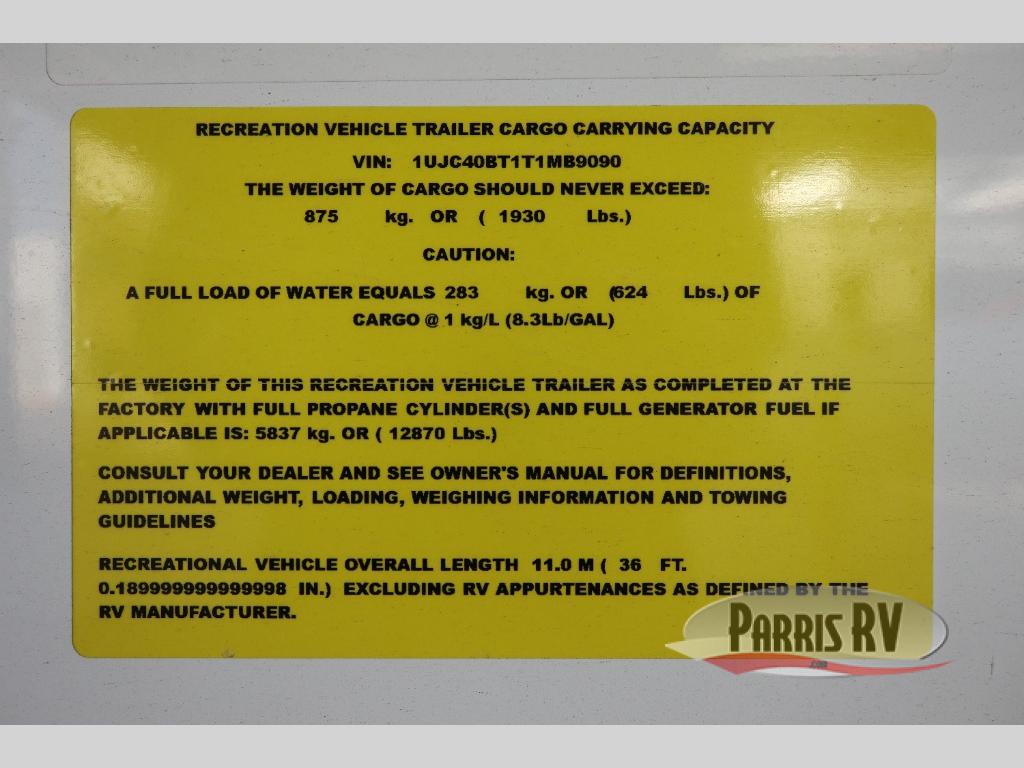 RECREATION VEHICLE TRAILER CARGO CARRYING CAPACITY
VIN: 1UJC40BT1T1MB9090
THE WEIGHT OF CARGO SHOULD NEVER EXCEED:
875 kg. OR ( 1930 Lbs.)
CAUTION:
A FULL LOAD OF WATER EQUALS 283 kg. OR (624 Lbs.) OF
CARGO @ 1 kg/L (8.3Lb/GAL)
THE WEIGHT OF THIS RECREATION VEHICLE TRAILER AS COMPLETED AT THE
FACTORY WITH FULL PROPANE CYLINDER(S) AND FULL GENERATOR FUEL IF
APPLICABLE IS: 5837 kg. OR ( 12870 Lbs.)
CONSULT YOUR DEALER AND SEE OWNER'S MANUAL FOR DEFINITIONS,
ADDITIONAL WEIGHT, LOADING, WEIGHING INFORMATION AND TOWING
GUIDELINES
RECREATIONAL VEHICLE OVERALL LENGTH 11.0 M ( 36 FT.
0.189999999999998 IN.) EXCLUDING RV APPURTENANCES AS DEFINED BY THE
RV MANUFACTURER.
PARRIS RV
.com